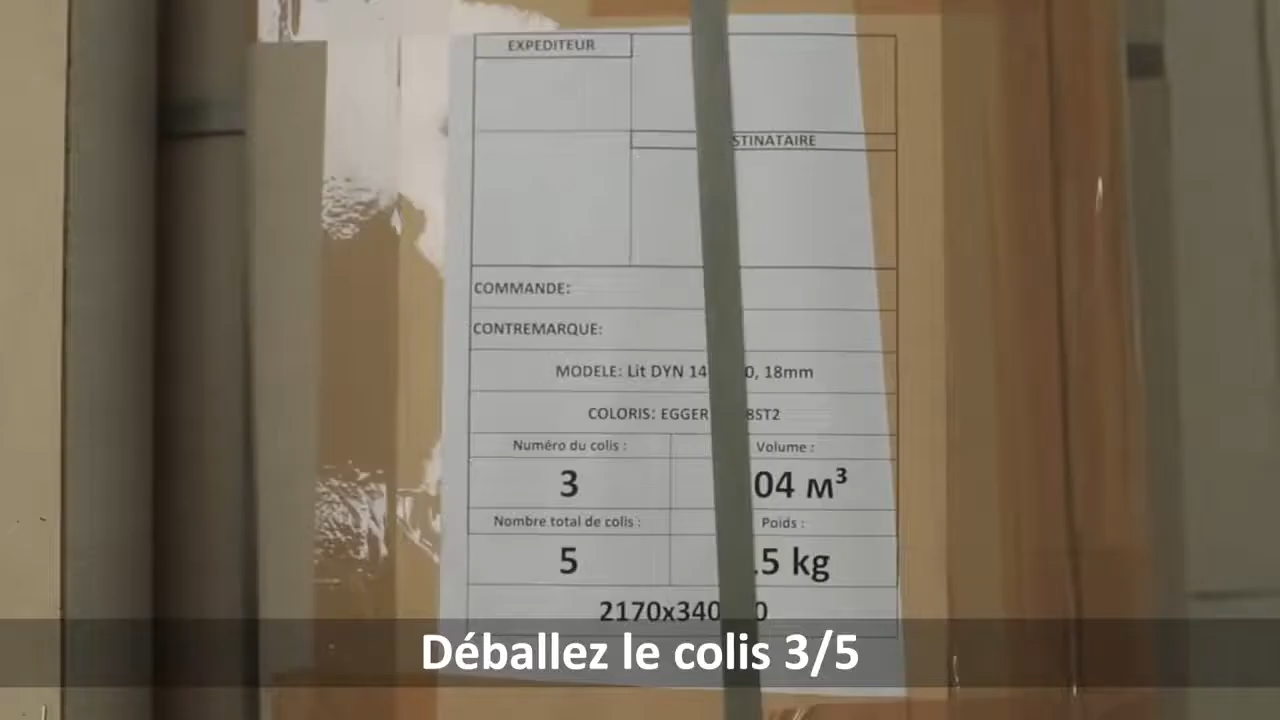 EXPEDITEUR
STINATAIRE
COMMANDE:
CONTREMARQUE:
MODELE: Lit DYN 14 0, 18mm
COLORIS: EGGER 8ST2
Numéro du colis : Volume :
3 04 м³
Nombre total de colis : Poids :
5 5 kg
2170x340 0
Déballez le colis 3/5